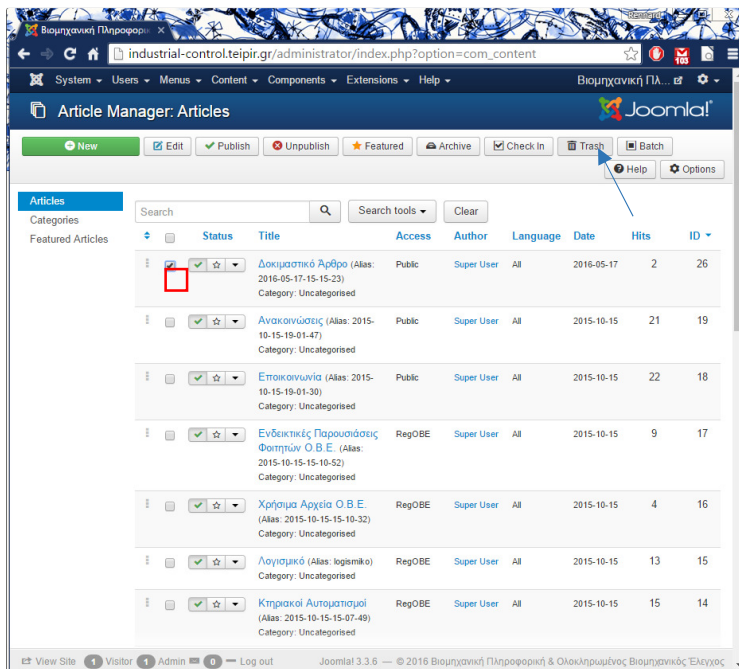 Βιομηχανική Πληροφορι
industrial-control.teipir.gr/administrator/index.php?option=com_content
103
System Users Menus Content Components Extensions Help Βιομηχανική ΠΛ...
Article Manager: Articles Joomla!
New Edit Publish Unpublish Featured Archive Check In Trash Batch
Help Options
Articles
Categories
Featured Articles
Search Search tools Clear
Status Title Access Author Language Date Hits ID
Δοκιμαστικό Άρθρο (Alias: Public Super User All 2016-05-17 2 26
2016-05-17-15-15-23)
Category: Uncategorised
Ανακοινώσεις (Alias: 2015- Public Super User All 2015-10-15 21 19
10-15-19-01-47)
Category: Uncategorised
Εποικοινωνία (Alias: 2015- Public Super User All 2015-10-15 22 18
10-15-19-01-30)
Category: Uncategorised
Ενδεικτικές Παρουσιάσεις RegOBE Super User All 2015-10-15 9 17
Φοιτητών Ο.Β.Ε. (Alias:
2015-10-15-15-10-52)
Category: Uncategorised
Χρήσιμα Αρχεία Ο.Β.Ε. RegOBE Super User All 2015-10-15 4 16
(Alias: 2015-10-15-15-10-32)
Category: Uncategorised
Λογισμικό (Alias: logismiko) RegOBE Super User All 2015-10-15 13 15
Category: Uncategorised
Κτηριακοί Αυτοματισμοί RegOBE Super User All 2015-10-15 15 14
(Alias: 2015-10-15-15-07-49)
Category: Uncategorised
View Site 1 Visitor 1 Admin 0 Log out Joomla! 3.3.6 — © 2016 Βιομηχανική Πληροφορική & Ολοκληρωμένος Βιομηχανικός Έλεγχος